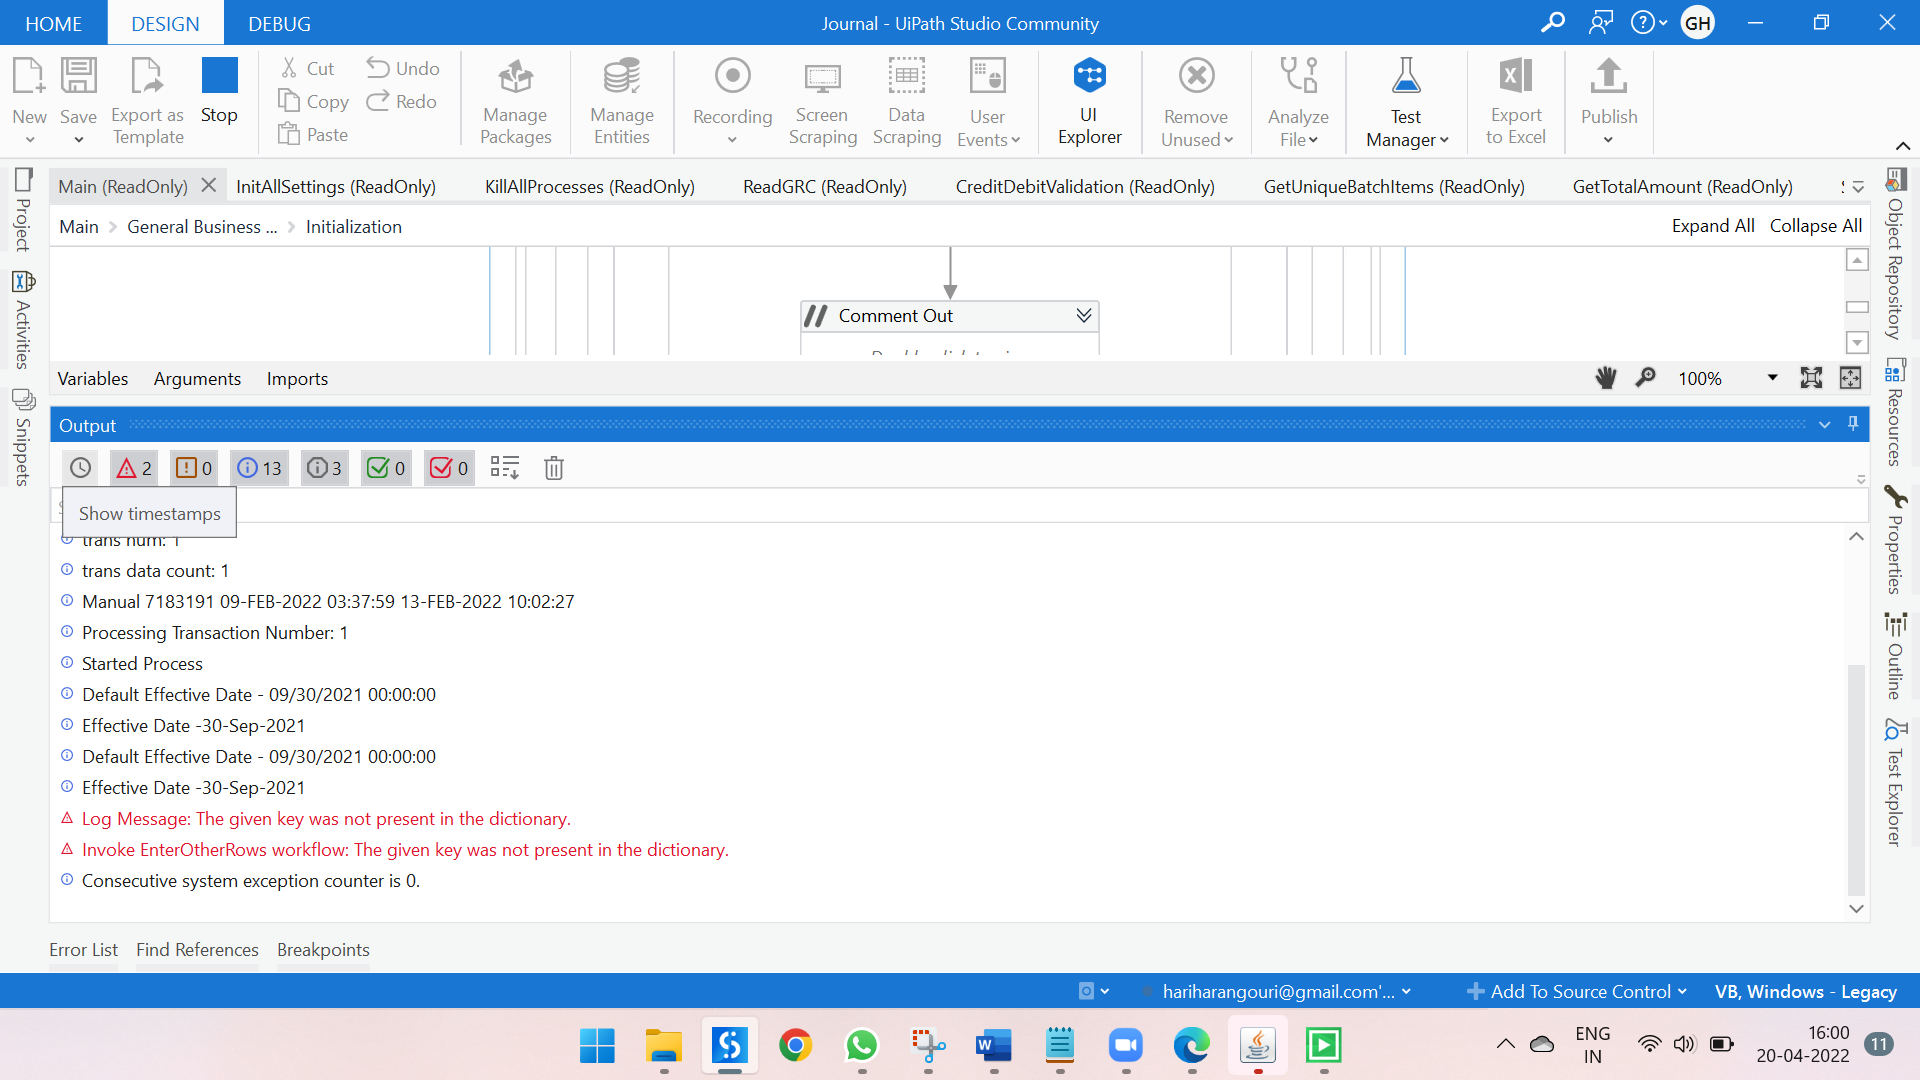 HOME DESIGN DEBUG Journal - UiPath Studio Community GH
New Save Export as Template Stop Cut Copy Paste Undo Redo Manage Packages Manage Entities Recording Screen Scraping Data Scraping User Events UI Explorer Remove Unused Analyze File Test Manager Export to Excel Publish
Main (ReadOnly) InitAllSettings (ReadOnly) KillAllProcesses (ReadOnly) ReadGRC (ReadOnly) CreditDebitValidation (ReadOnly) GetUniqueBatchItems (ReadOnly) GetTotalAmount (ReadOnly)
Main General Business ... Initialization Expand All Collapse All
Project
Activities
Snippets
// Comment Out
Variables Arguments Imports 100%
Output
2 0 13 3 0 0
Show timestamps
trans num: 1
trans data count: 1
Manual 7183191 09-FEB-2022 03:37:59 13-FEB-2022 10:02:27
Processing Transaction Number: 1
Started Process
Default Effective Date - 09/30/2021 00:00:00
Effective Date -30-Sep-2021
Default Effective Date - 09/30/2021 00:00:00
Effective Date -30-Sep-2021
Log Message: The given key was not present in the dictionary.
Invoke EnterOtherRows workflow: The given key was not present in the dictionary.
Consecutive system exception counter is 0.
Object Repository
Resources
Properties
Outline
Test Explorer
Error List Find References Breakpoints
hariharangouri@gmail.com'... Add To Source Control VB, Windows - Legacy
ENG IN 16:00 20-04-2022 11